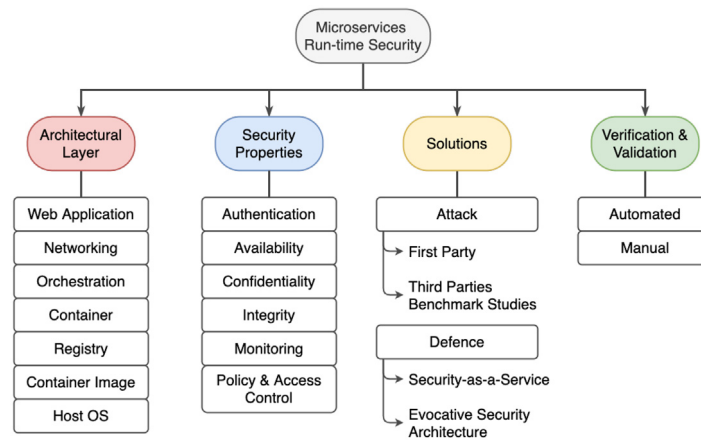 Microservices
Run-time Security
Architectural
Layer
Web Application
Networking
Orchestration
Container
Registry
Container Image
Host OS
Security
Properties
Authentication
Availability
Confidentiality
Integrity
Monitoring
Policy & Access
Control
Solutions
Attack
First Party
Third Parties
Benchmark Studies
Defence
Security-as-a-Service
Evocative Security
Architecture
Verification &
Validation
Automated
Manual